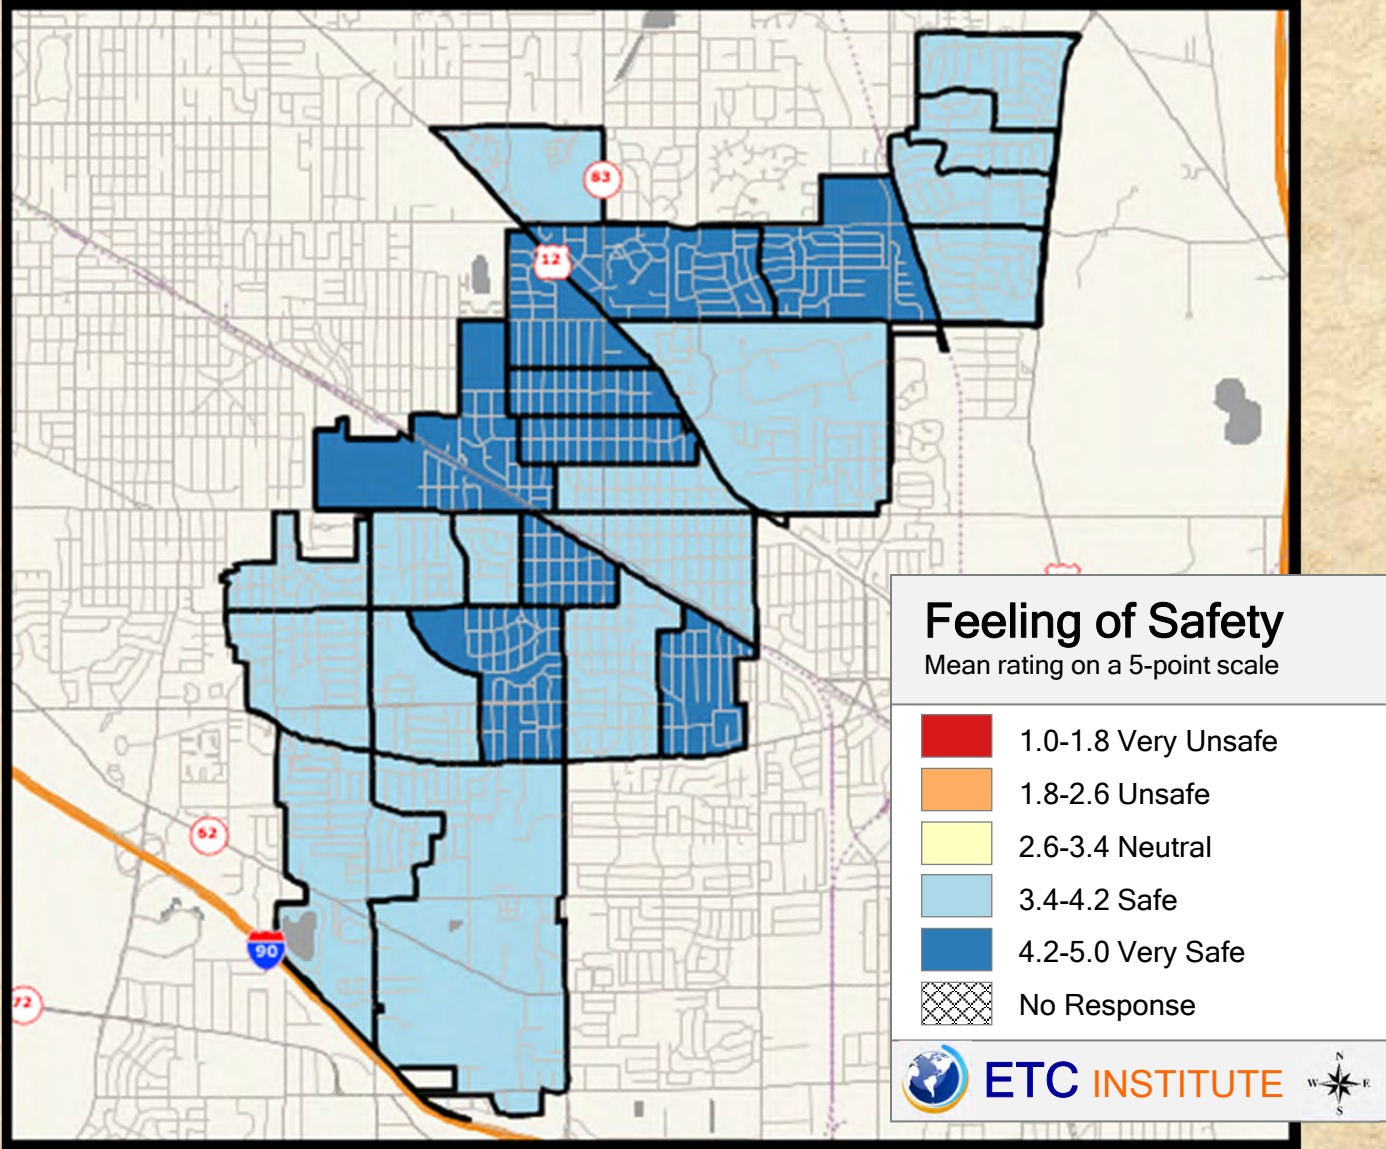 83
12
62
90
72
Feeling of Safety
Mean rating on a 5-point scale
1.0-1.8 Very Unsafe
1.8-2.6 Unsafe
2.6-3.4 Neutral
3.4-4.2 Safe
4.2-5.0 Very Safe
No Response
ETC INSTITUTE
N
W E
S